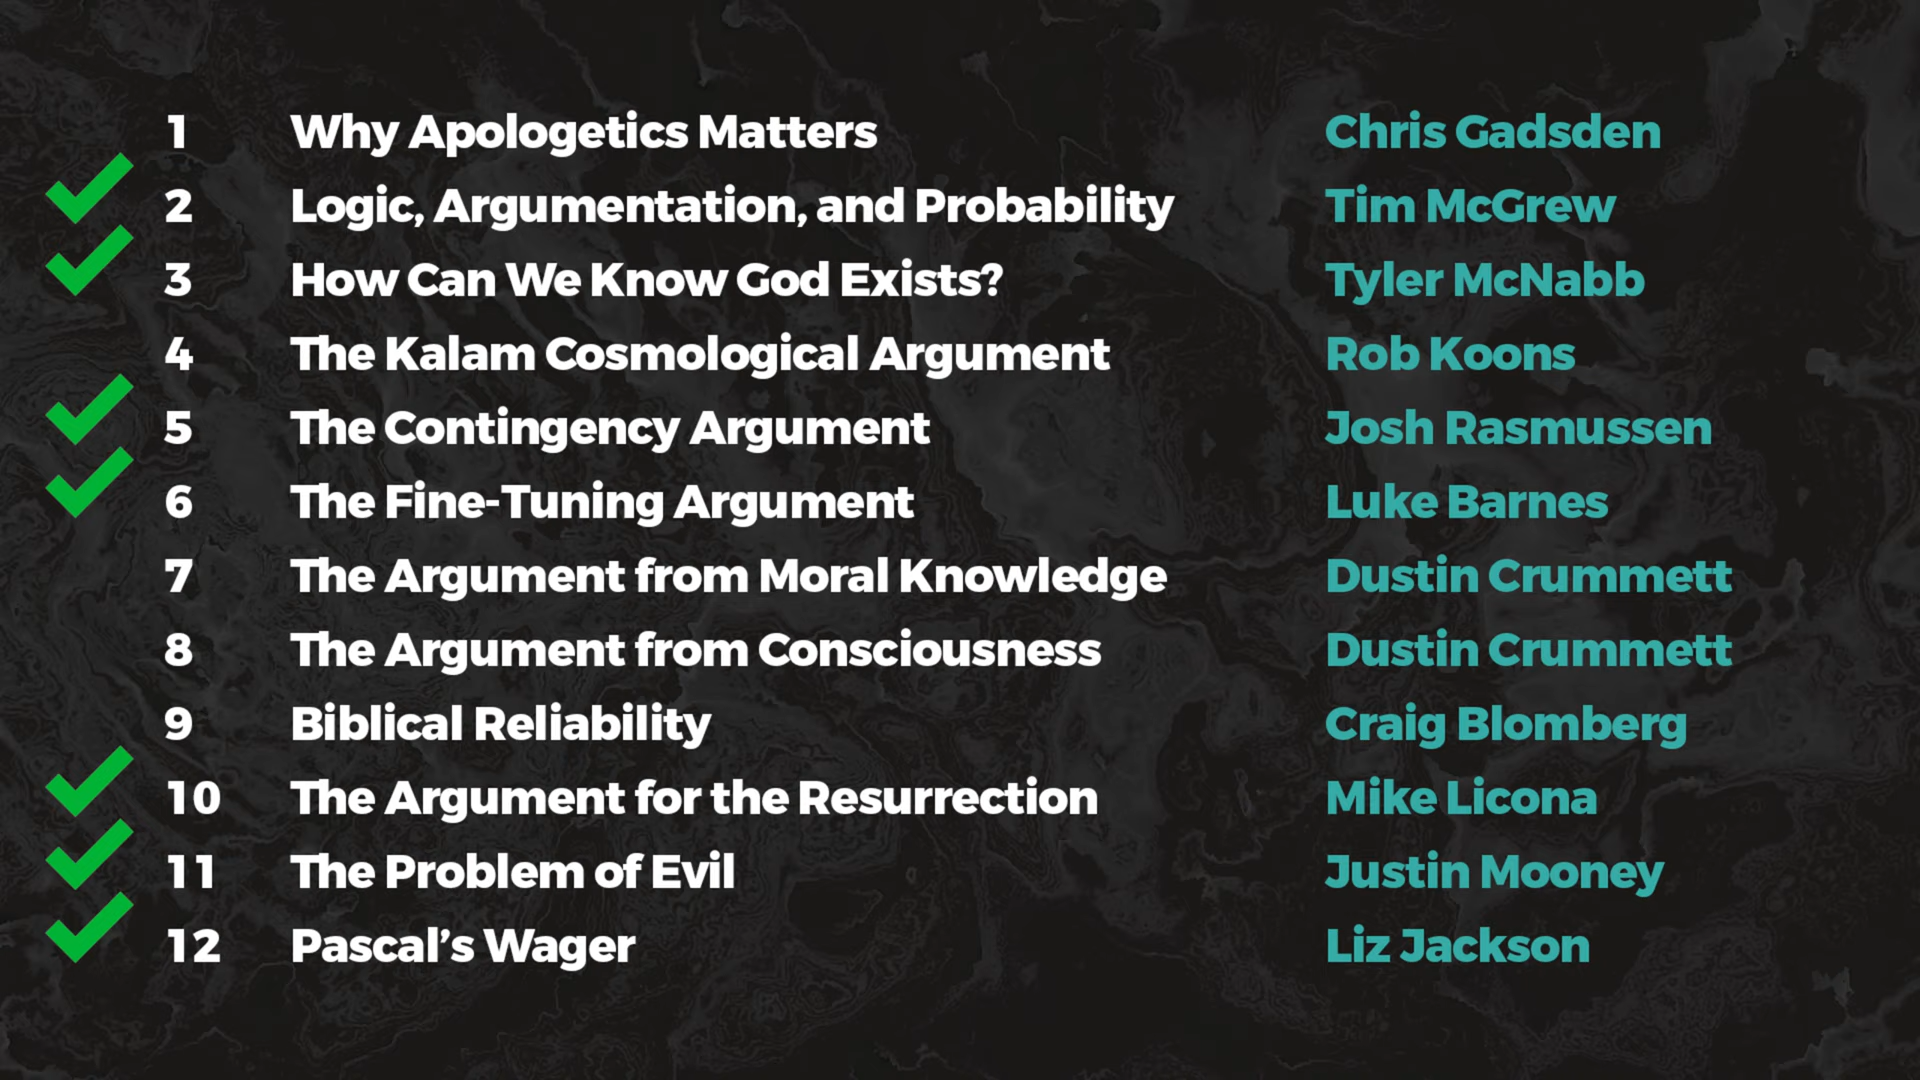 1 Why Apologetics Matters Chris Gadsden
2 Logic, Argumentation, and Probability Tim McGrew
3 How Can We Know God Exists? Tyler McNabb
4 The Kalam Cosmological Argument Rob Koons
5 The Contingency Argument Josh Rasmussen
6 The Fine-Tuning Argument Luke Barnes
7 The Argument from Moral Knowledge Dustin Crummett
8 The Argument from Consciousness Dustin Crummett
9 Biblical Reliability Craig Blomberg
10 The Argument for the Resurrection Mike Licona
11 The Problem of Evil Justin Mooney
12 Pascal’s Wager Liz Jackson